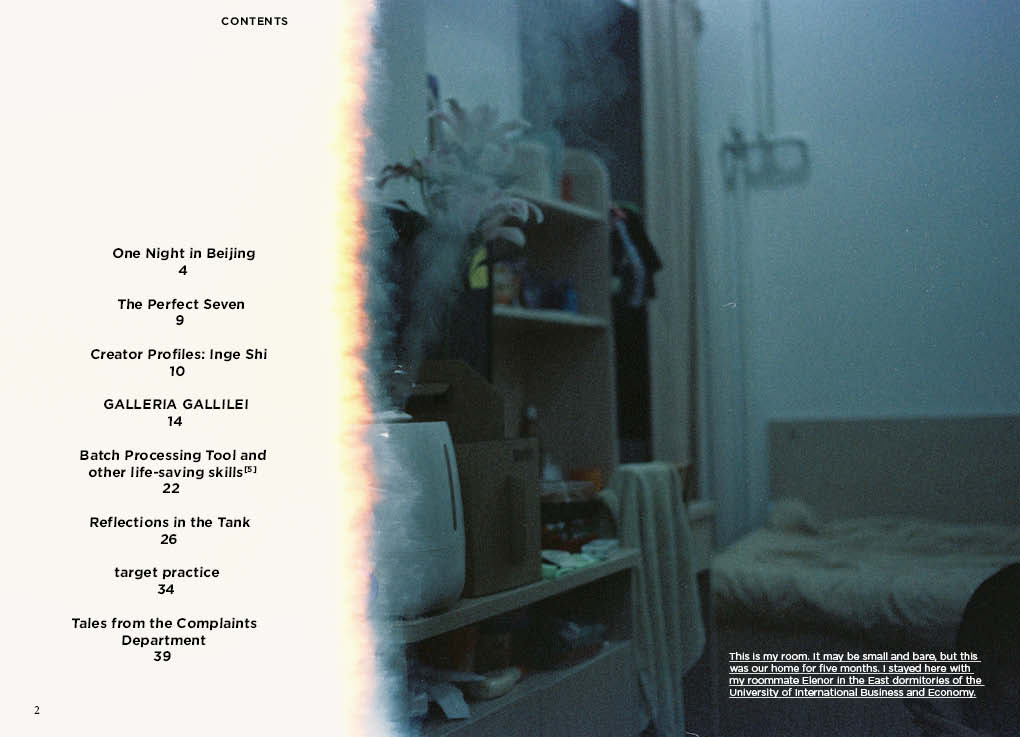 CONTENTS
One Night in Beijing
4
The Perfect Seven
9
Creator Profiles: Inge Shi
10
GALLERIA GALLILEI
14
Batch Processing Tool and
other life-saving skills[5]
22
Reflections in the Tank
26
target practice
34
Tales from the Complaints
Department
39
2
This is my room. It may be small and bare, but this
was our home for five months. I stayed here with
my roommate Elenor in the East dormitories of the
University of International Business and Economy.